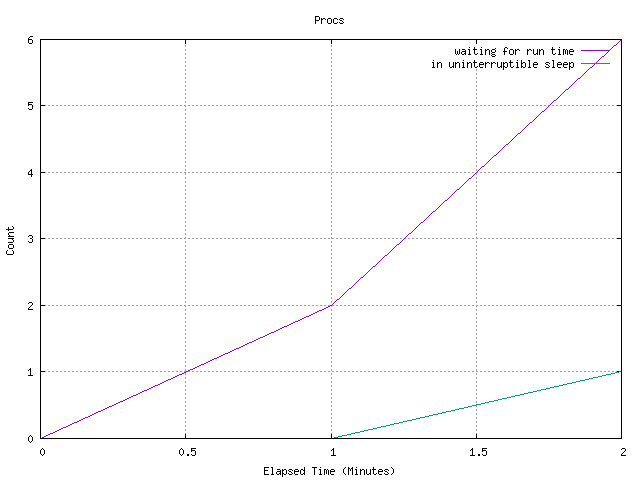 Procs
waiting for run time
in uninterruptible sleep
6
5
4
3
2
1
0
Count
0 0.5 1 1.5 2
Elapsed Time (Minutes)